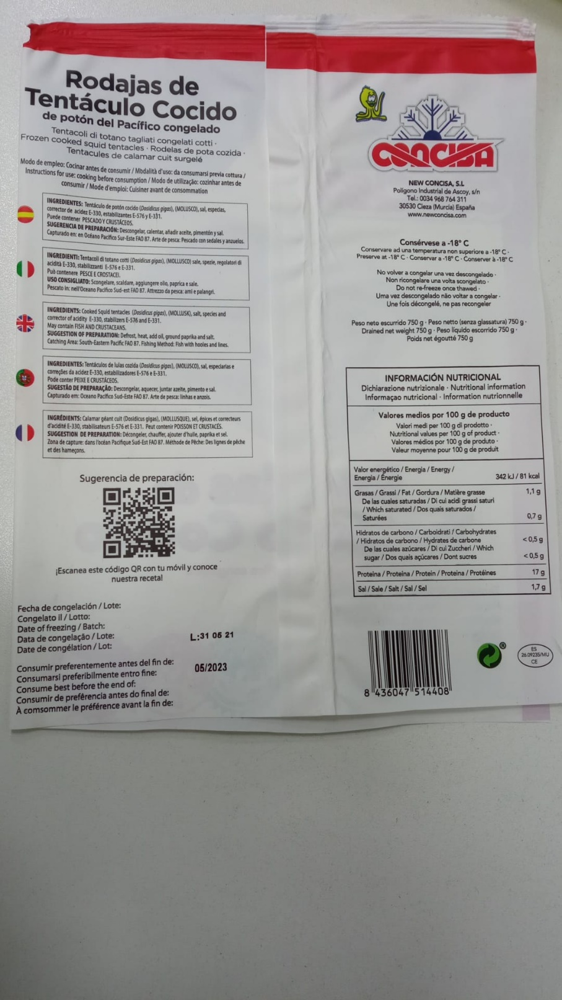 Rodajas de
Tentáculo Cocido
de potón del Pacífico congelado
Tentacoli di totano tagliati congelati cotti ·
Frozen cooked squid tentacles · Rodelas de pota cozida ·
Tentacules de calamar cuit surgelé
Modo de empleo: Cocinar antes de consumir / Modalità d'uso: da consumarsi previa cottura /
Instructions for use: cooking before consumption / Modo de utilização: cozinhar antes de
consumir / Mode d'emploi: Cuisiner avant de consommation
INGREDIENTES: Tentáculo de potón cocido (Dosidicus gigas), (MOLUSCO), sal, especias,
corrector de acidez E-330, estabilizantes E-576 y E-331.
Puede contener PESCADO Y CRUSTÁCEOS.
SUGERENCIA DE PREPARACIÓN: Descongelar, calentar, añadir aceite, pimentón y sal.
Capturado en: en Océano Pacífico Sur-Este FAO 87. Arte de pesca: Pescado con sedales y anzuelos.
INGREDIENTI: Tentacoli di totano cotti (Dosidicus gigas), (MOLLUSCO) sale, spezie, regolatori di
acidità E-330, stabilizzanti E-576 e E-331.
Può contenere PESCE E CROSTACEI.
USO CONSIGLIATO: Scongelare, scaldare, aggiungere olio, paprica e sale.
Pescato in: nell'Oceano Pacifico Sud-est FAO 87. Attrezzo da pesca: ami e palangri.
INGREDIENTS: Cooked Squid tentacles (Dosidicus gigas), (MOLLUSK), salt, species and
corrector of acidity E-330, stabilizers E-576 and E-331.
May contain FISH AND CRUSTACEANS.
SUGGESTION OF PREPARATION: Defrost, heat, add oil, ground paprika and salt.
Catching Area: South-Eastern Pacific FAO 87. Fishing Method: Fish with hooles and lines.
INGREDIENTES: Tentáculos de lulas cozida (Dosidicus gigas), (MOLUSCO), sal, especiarias e
correções da acidez E-330, estabilizadores E-576 e E-331.
Pode conter PEIXE E CRUSTÁCEOS.
SUGESTÃO DE PREPARAÇÃO: Descongelar, aquecer, juntar azeite, pimento e sal.
Capturado em: Oceano Pacífico Sud-Este FAO 87. Arte de pesca: linhas e anzois.
INGRÉDIENTS: Calamar géant cuit (Dosidicus gigas), (MOLLUSQUE), sel, épices et correcteurs
d'acidité E-330, stabilisateurs E-576 et E-331. Peut contenir POISSON ET CRUSTACÉS.
SUGGESTION DE PREPARATION: Décongeler, chauffer, ajouter d'huile, paprika et sel.
Zona de capture: dans l'océan Pacifique Sud-Est FAO 87. Méthode de Pêche: Des lignes de pêche
et des hameçons.
Sugerencia de preparación:
¡Escanea este código QR con tu móvil y conoce
nuestra receta!
Fecha de congelación / Lote:
Congelato il / Lotto:
Date of freezing / Batch:
Data de congelação / Lote:
Date de congélation / Lot:
L:31 05 21
Consumir preferentemente antes del fin de:
Consumarsi preferibilmente entro fine:
Consume best before the end of:
Consumir de preferência antes do final de:
À comsommer le préférence avant la fin de:
05/2023
CONCISA
NEW CONCISA, S.L
Polígono Industrial de Ascoy, s/n
Tel.: 0034 968 764 311
30530 Cieza (Murcia) España
www.newconcisa.com
Consérvese a -18° C
Conservare ad una temperatura non superiore a -18° C ·
Preserve at -18° C · Conservar a -18° C · Conserver à -18° C
No volver a congelar una vez descongelado ·
Non ricongelare una volta scongelato ·
Do not re-freeze once thawed ·
Uma vez descongelado não voltar a congelar ·
Une fois décongelé, ne pas recongeler
Peso neto escurrido 750 g · Peso netto (senza glassatura) 750 g ·
Drained net weight 750 g · Peso líquido escorrido 750 g ·
Poids net égoutté 750 g
INFORMACIÓN NUTRICIONAL
Dichiarazione nutrizionale · Nutritional information
Informaçao nutricional · Information nutrionnelle
Valores medios por 100 g de producto
Valori medi per 100 g di prodotto ·
Nutritional values per 100 g of product ·
Valores médios por 100 g de produto ·
Valeur moyenne pour 100 g de produit
Valor energético / Energia / Energy /
Energia / Énergie 342 kJ / 81 kcal
Grasas / Grassi / Fat / Gordura / Matière grasse 1,1 g
De las cuales saturadas / Di cui acidi grassi saturi
/ Which saturated / Dos quais saturados /
Saturées 0,7 g
Hidratos de carbono / Carboidrati / Carbohydrates
/ Hidratos de carbono / Hydrates de carbone <0,5 g
De las cuales azúcares / Di cui Zuccheri / Which
sugar / Dos quais açúcares / Dont sucres <0,5 g
Proteina / Proteina / Protein / Proteina / Protéines 17 g
Sal / Sale / Salt / Sal / Sel 1,7 g
8 436047 514408
®
ES
26.09235/MU
CE